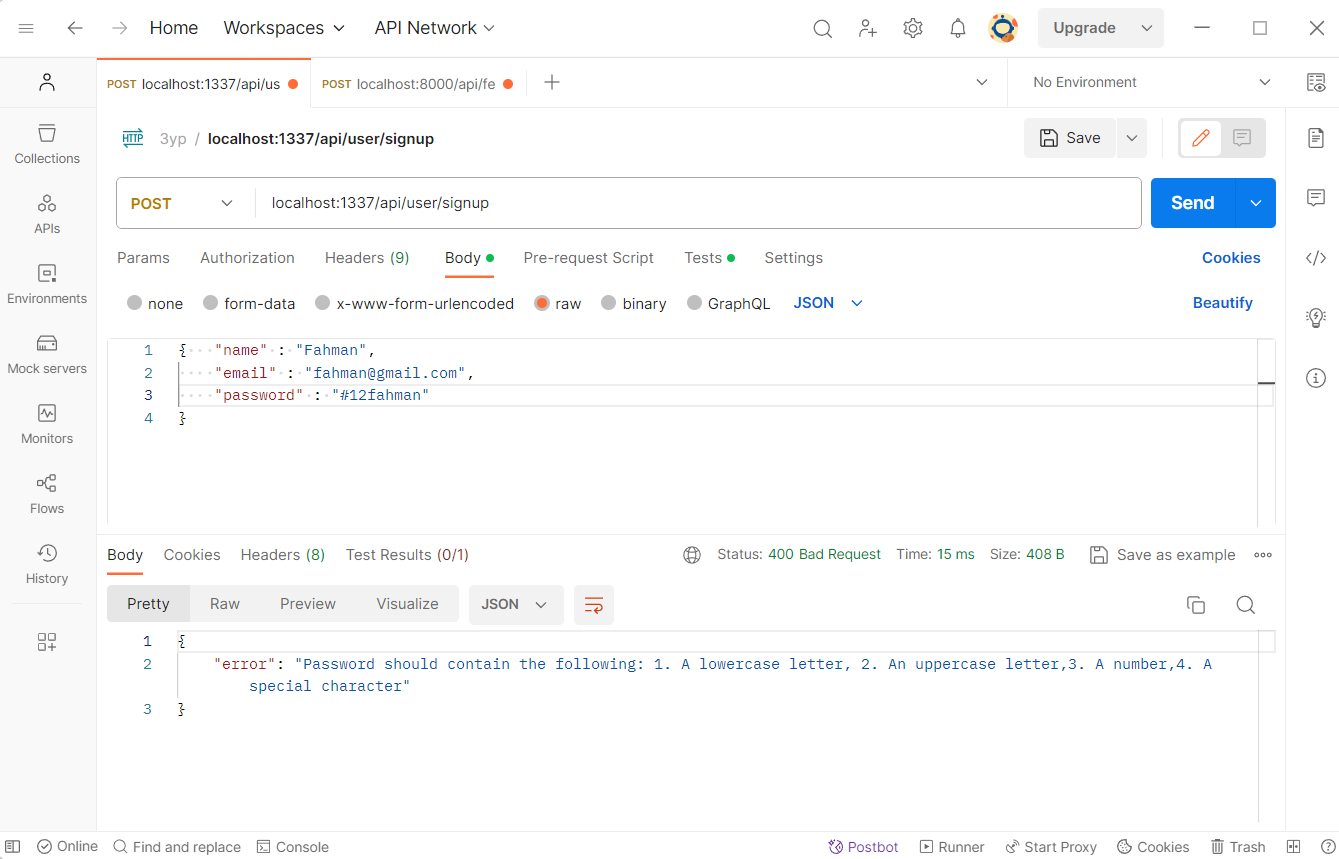 Home Workspaces API Network Upgrade
POST localhost:1337/api/us POST localhost:8000/api/fe No Environment
HTTP 3yp / localhost:1337/api/user/signup Save
POST localhost:1337/api/user/signup Send
Params Authorization Headers (9) Body Pre-request Script Tests Settings Cookies
none form-data x-www-form-urlencoded raw binary GraphQL JSON Beautify
1 { "name" : "Fahman",
2 "email" : "fahman@gmail.com",
3 "password" : "#12fahman"
4 }
Collections
APIs
Environments
Mock servers
Monitors
Flows
History
Body Cookies Headers (8) Test Results (0/1) Status: 400 Bad Request Time: 15 ms Size: 408 B Save as example
Pretty Raw Preview Visualize JSON
1 {
2 "error": "Password should contain the following: 1. A lowercase letter, 2. An uppercase letter,3. A number,4. A
special character"
3 }
Online Find and replace Console Postbot Runner Start Proxy Cookies Trash